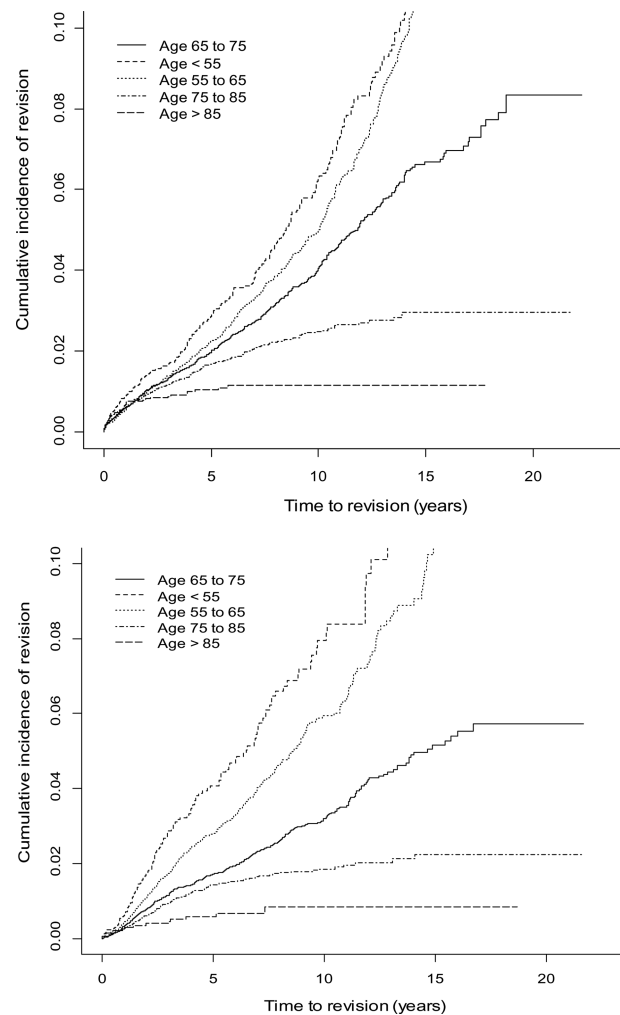 0.10
0.08
0.06
0.04
0.02
0.00
Cumulative incidence of revision
Age 65 to 75
Age < 55
Age 55 to 65
Age 75 to 85
Age > 85
0 5 10 15 20
Time to revision (years)
0.10
0.08
0.06
0.04
0.02
0.00
Cumulative incidence of revision
Age 65 to 75
Age < 55
Age 55 to 65
Age 75 to 85
Age > 85
0 5 10 15 20
Time to revision (years)